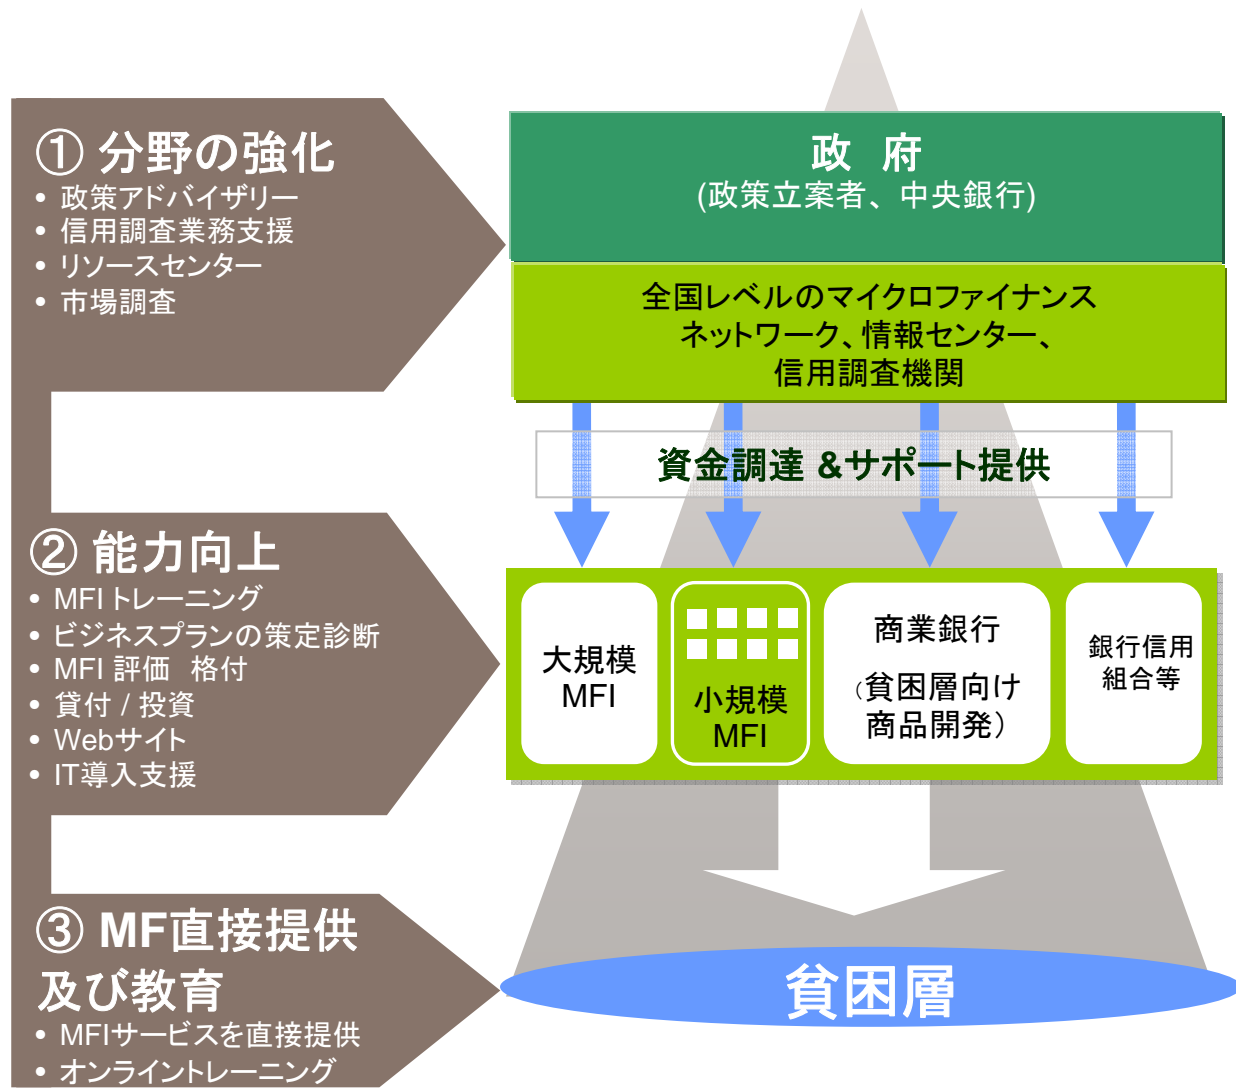 ① 分野の強化
• 政策アドバイザリー
• 信用調査業務支援
• リソースセンター
• 市場調査
政 府
(政策立案者、中央銀行)
全国レベルのマイクロファイナンス
ネットワーク、情報センター、
信用調査機関
資金調達 &サポート提供
② 能力向上
• MFI トレーニング
• ビジネスプランの策定診断
• MFI 評価 格付
• 貸付 / 投資
• Webサイト
• IT導入支援
大規模
MFI
小規模
MFI
商業銀行
(貧困層向け
商品開発)
銀行信用
組合等
③ MF直接提供
及び教育
• MFIサービスを直接提供
• オンライントレーニング
貧困層